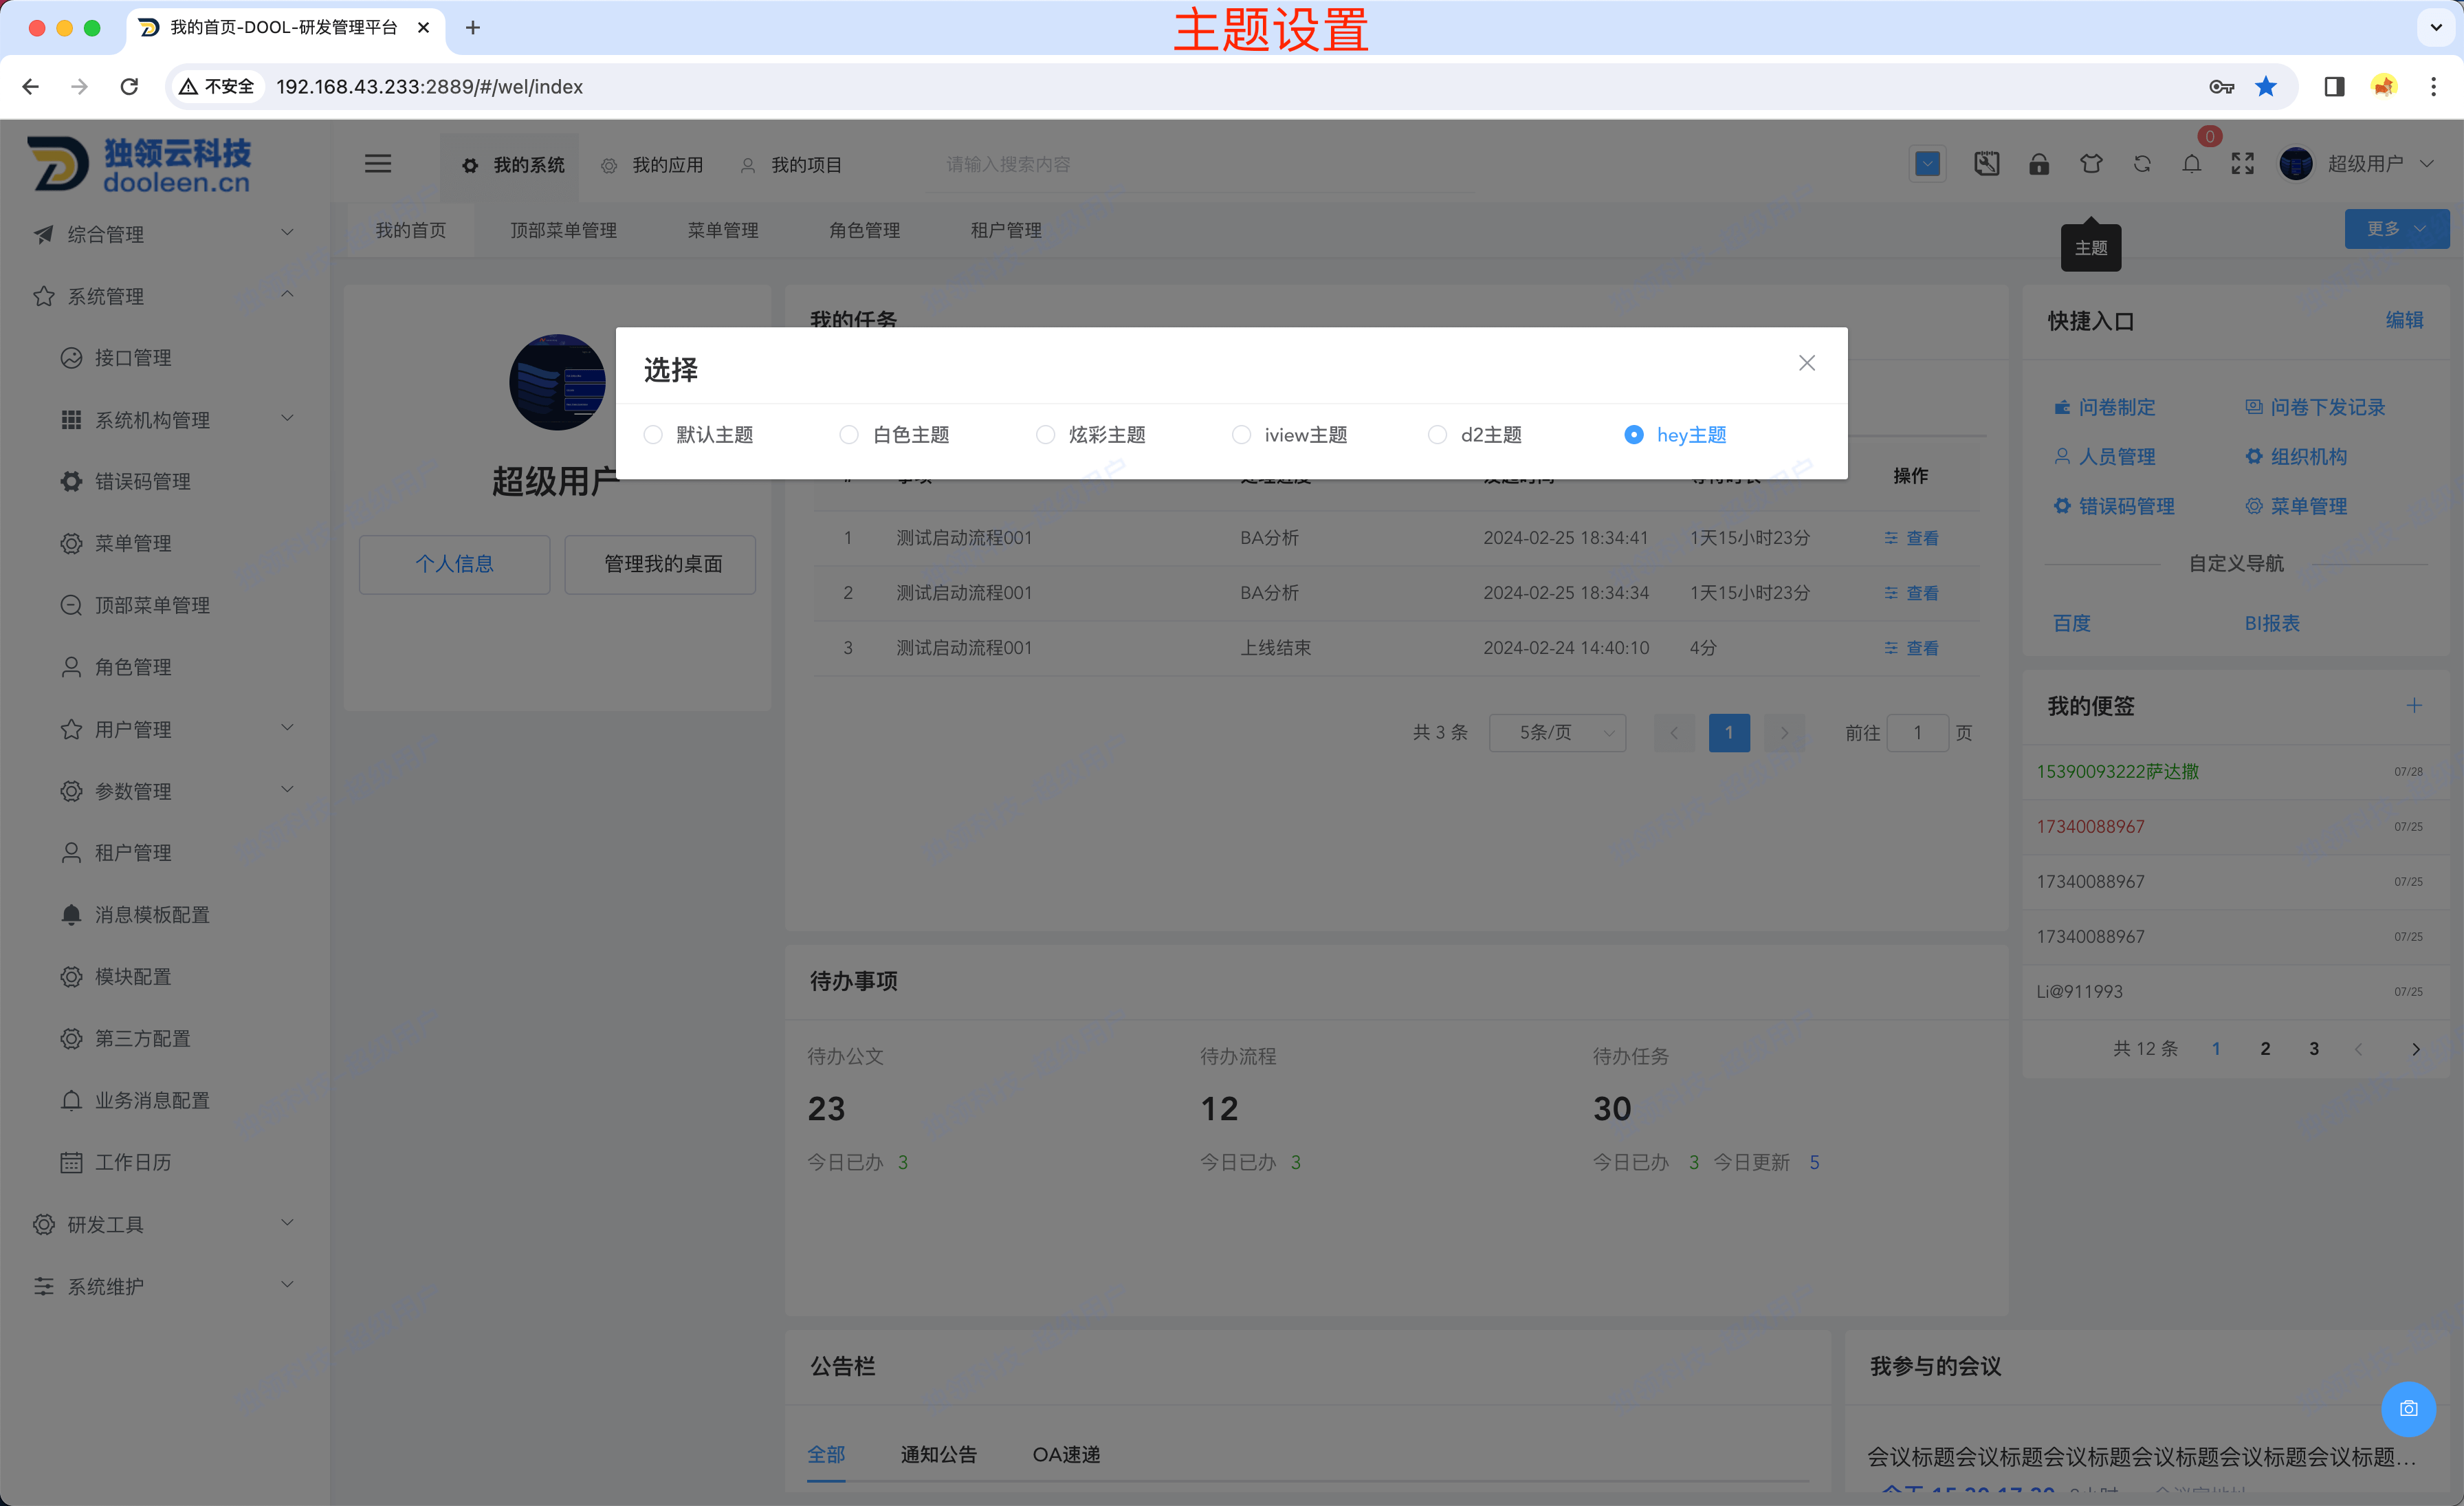 我的首页-DOOL-研发管理平台
主题设置
不安全
192.168.43.233:2889/#/wel/index
独领云科技
dooleen.cn
我的系统
我的应用
我的项目
请输入搜索内容
0
超级用户
我的首页
顶部菜单管理
菜单管理
角色管理
租户管理
更多
主题
综合管理
系统管理
接口管理
系统机构管理
错误码管理
菜单管理
顶部菜单管理
角色管理
用户管理
参数管理
租户管理
消息模板配置
模块配置
第三方配置
业务消息配置
工作日历
研发工具
系统维护
超级用户
个人信息
管理我的桌面
我的任务
选择
默认主题
白色主题
炫彩主题
iview主题
d2主题
hey主题
操作
1 测试启动流程001 BA分析 2024-02-25 18:34:41 1天15小时23分 查看
2 测试启动流程001 BA分析 2024-02-25 18:34:34 1天15小时23分 查看
3 测试启动流程001 上线结束 2024-02-24 14:40:10 4分 查看
共 3 条 5条/页 1 前往 1 页
待办事项
待办公文 待办流程 待办任务
23 12 30
今日已办 3 今日已办 3 今日已办 3 今日更新 5
公告栏
全部 通知公告 OA速递
快捷入口 编辑
问卷制定 问卷下发记录
人员管理 组织机构
错误码管理 菜单管理
自定义导航
百度 BI报表
我的便签
15390093222萨达撒 07/28
17340088967 07/25
17340088967 07/25
17340088967 07/25
Li@911993 07/25
共 12 条 1 2 3
我参与的会议
会议标题会议标题会议标题会议标题会议标题会议标题...